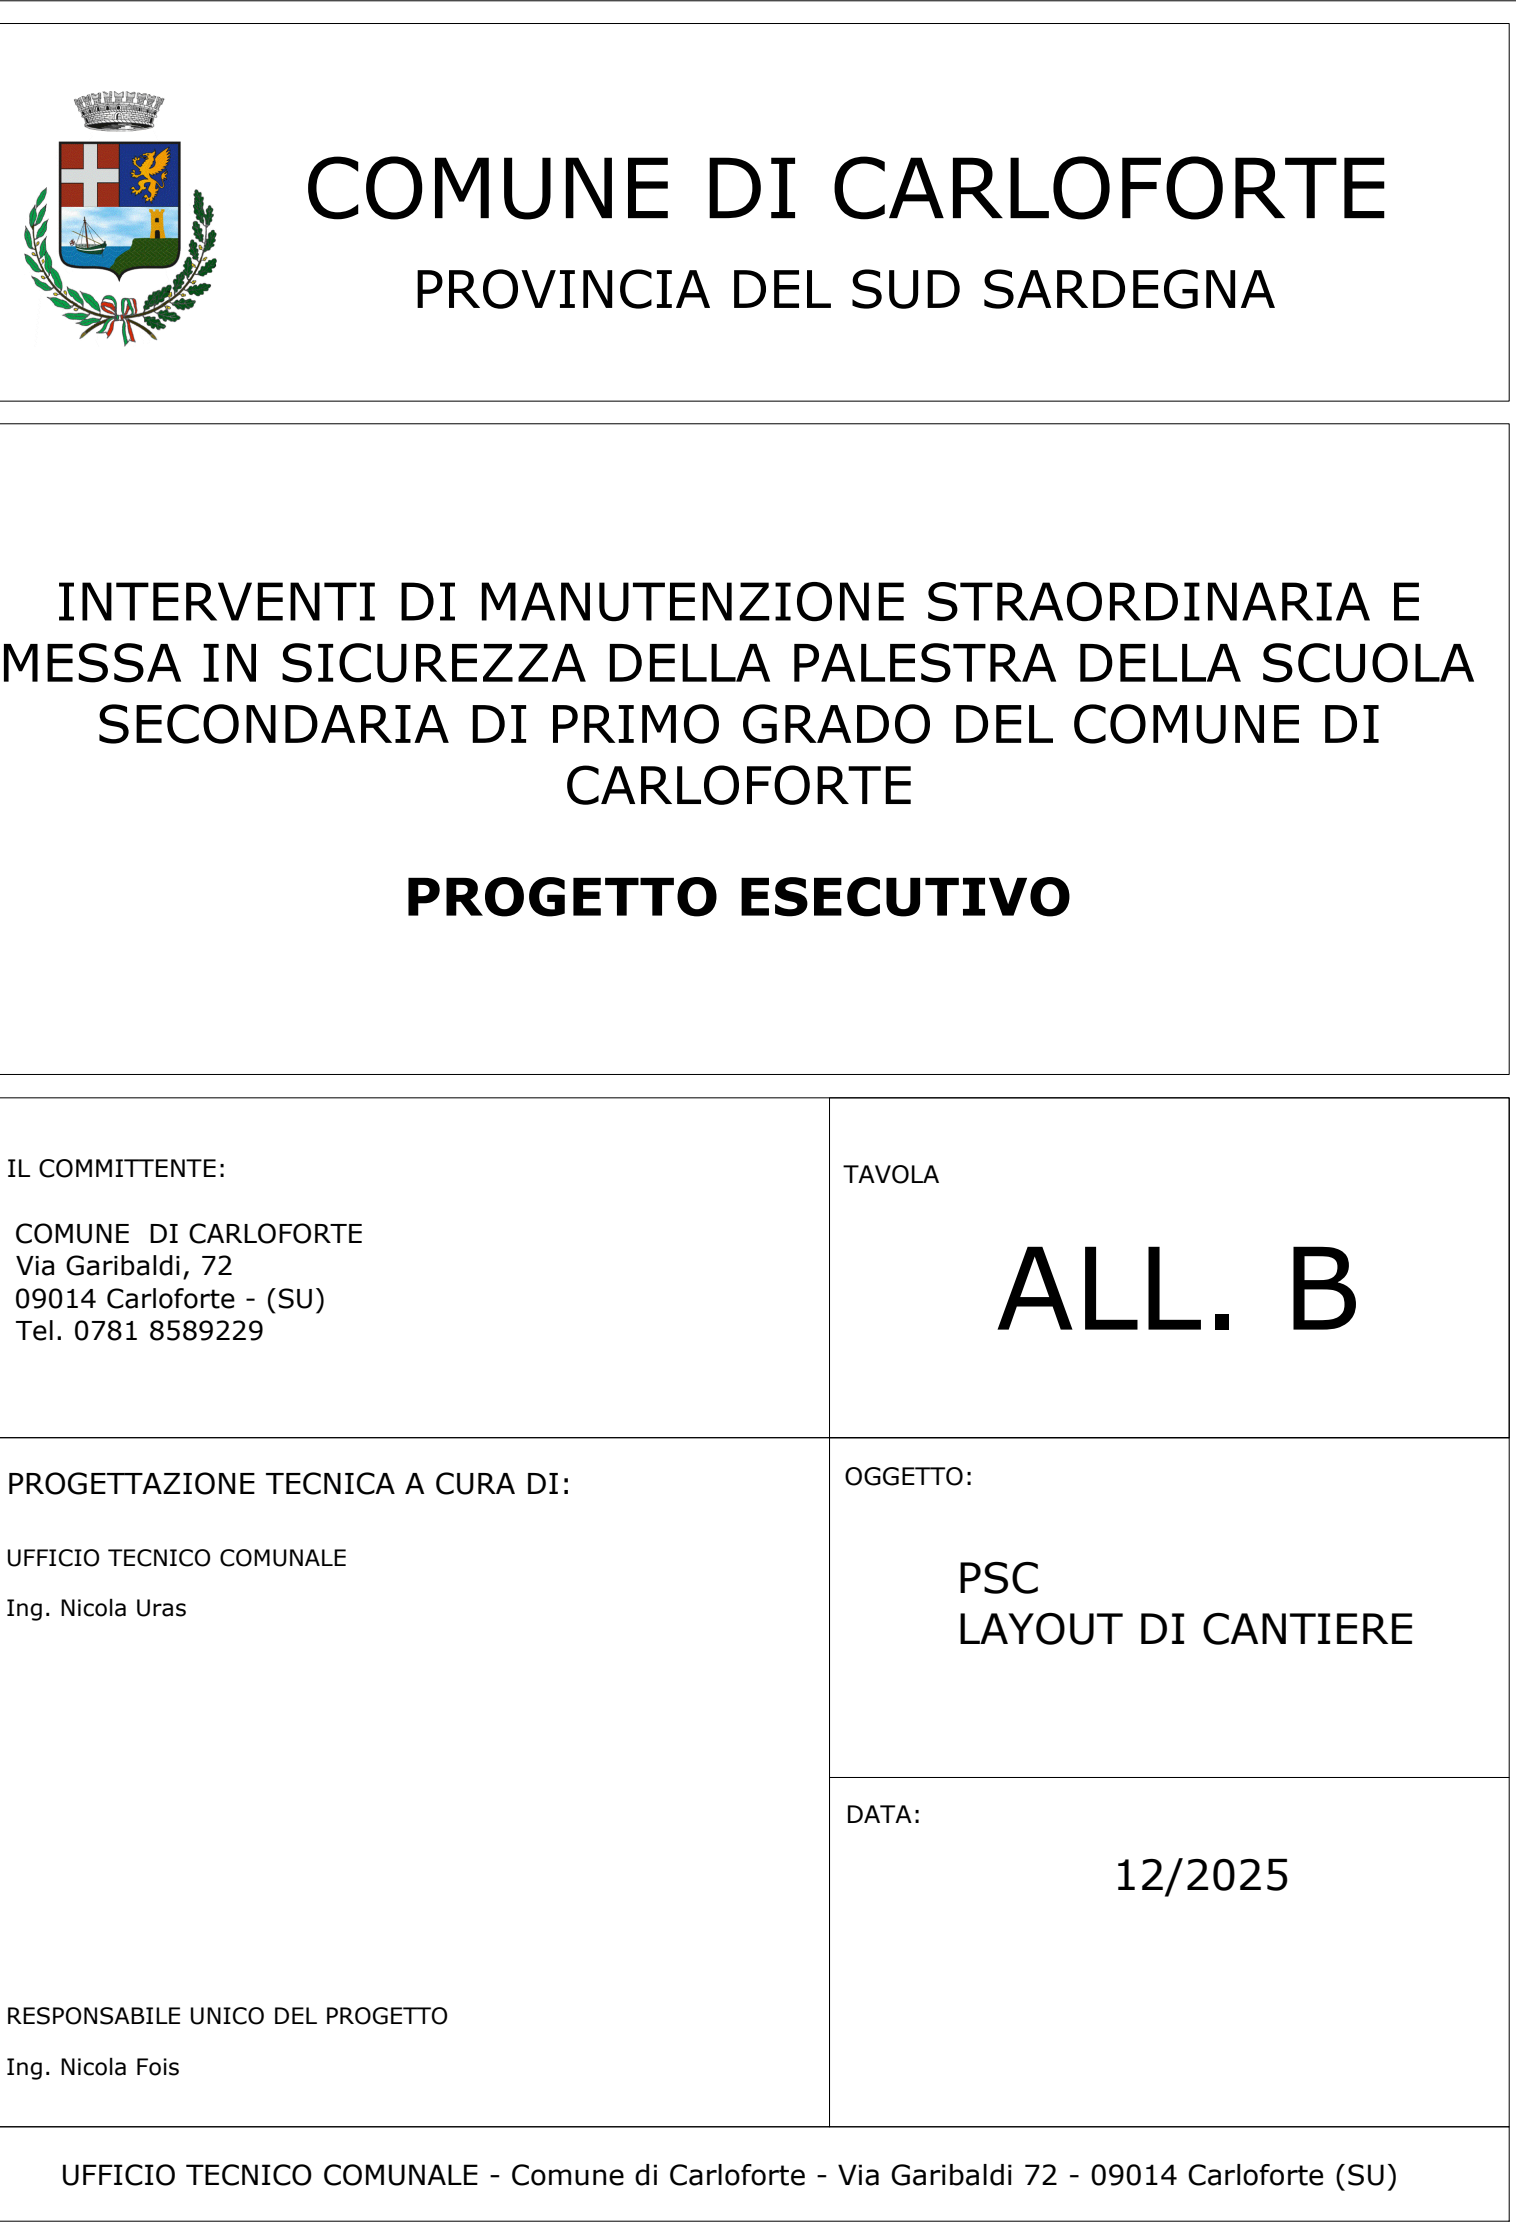 COMUNE DI CARLOFORTE
PROVINCIA DEL SUD SARDEGNA
INTERVENTI DI MANUTENZIONE STRAORDINARIA E
MESSA IN SICUREZZA DELLA PALESTRA DELLA SCUOLA
SECONDARIA DI PRIMO GRADO DEL COMUNE DI
CARLOFORTE
PROGETTO ESECUTIVO
IL COMMITTENTE:
COMUNE DI CARLOFORTE
Via Garibaldi, 72
09014 Carloforte - (SU)
Tel. 0781 8589229
TAVOLA
ALL. B
PROGETTAZIONE TECNICA A CURA DI:
UFFICIO TECNICO COMUNALE
Ing. Nicola Uras
OGGETTO:
PSC
LAYOUT DI CANTIERE
DATA:
12/2025
RESPONSABILE UNICO DEL PROGETTO
Ing. Nicola Fois
UFFICIO TECNICO COMUNALE - Comune di Carloforte - Via Garibaldi 72 - 09014 Carloforte (SU)